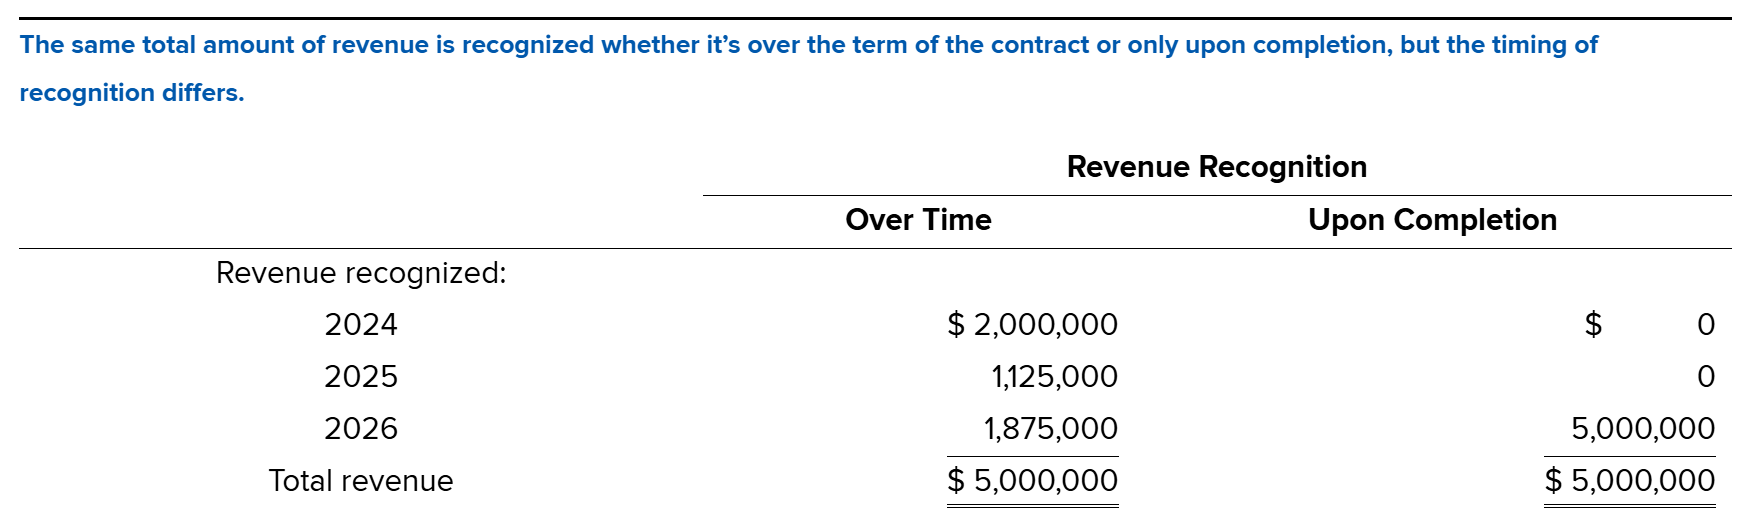 The same total amount of revenue is recognized whether it’s over the term of the contract or only upon completion, but the timing of
recognition differs.
Revenue Recognition
Over Time Upon Completion
Revenue recognized:
2024 $ 2,000,000 $ 0
2025 1,125,000 0
2026 1,875,000 5,000,000
Total revenue $ 5,000,000 $ 5,000,000